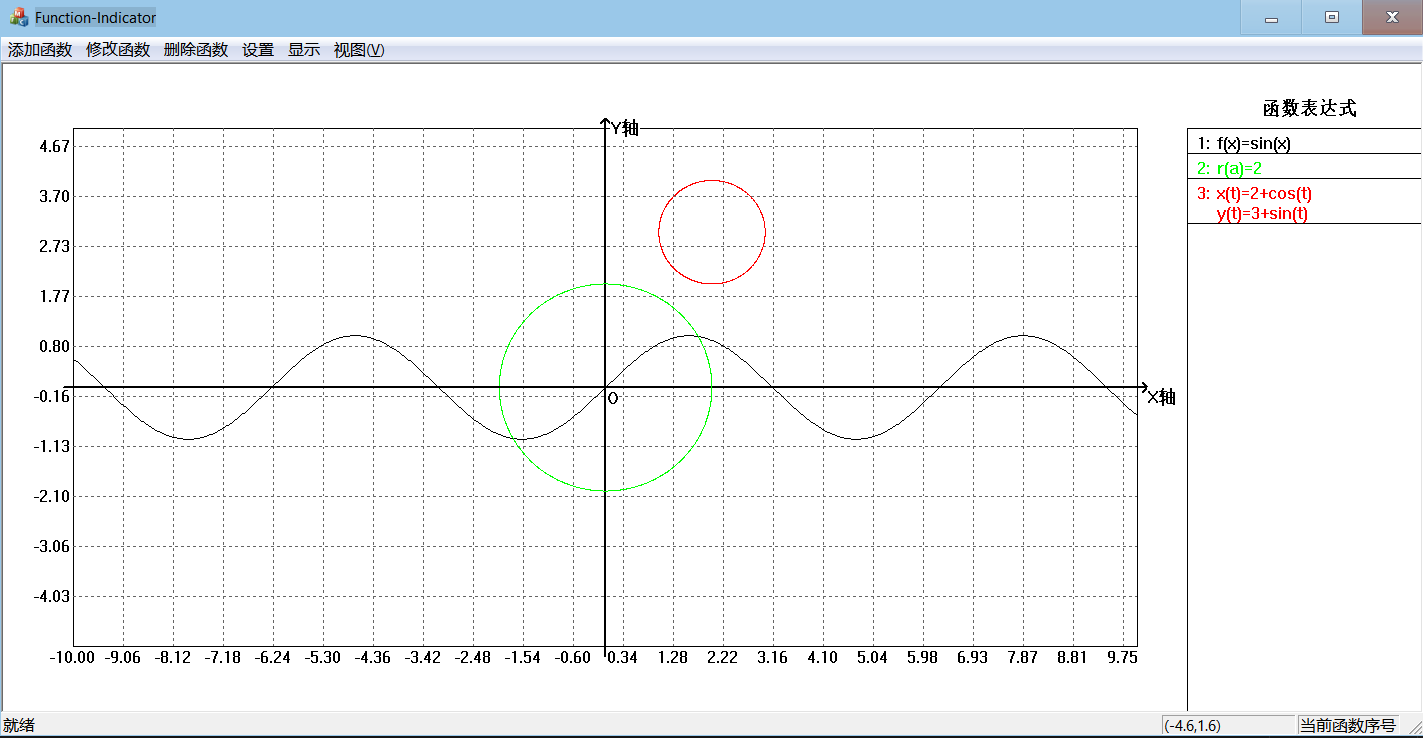 Function-Indicator
添加函数 修改函数 删除函数 设置 显示 视图(V)
函数表达式
1: f(x)=sin(x)
2: r(a)=2
3: x(t)=2+cos(t)
y(t)=3+sin(t)
Y轴
4.67
3.70
2.73
1.77
0.80
-0.16
-1.13
-2.10
-3.06
-4.03
O
X轴
-10.00 -9.06 -8.12 -7.18 -6.24 -5.30 -4.36 -3.42 -2.48 -1.54 -0.60 0.34 1.28 2.22 3.16 4.10 5.04 5.98 6.93 7.87 8.81 9.75
就绪 (-4.6,1.6) 当前函数序号